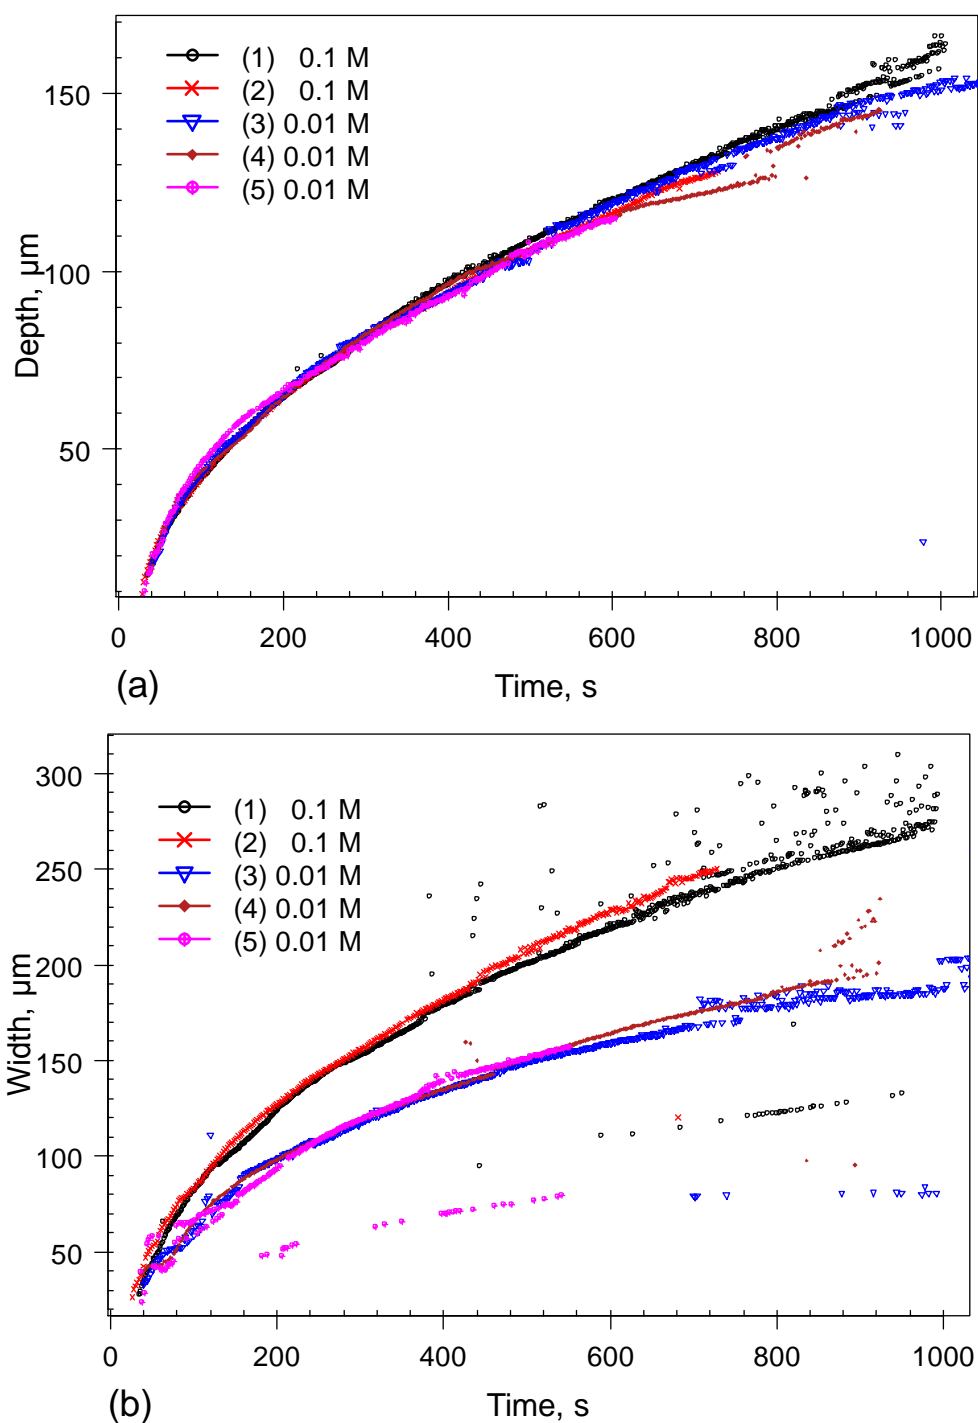 (1) 0.1 M
(2) 0.1 M
(3) 0.01 M
(4) 0.01 M
(5) 0.01 M
150
100
50
Depth, µm
0 200 400 600 800 1000
(a)
Time, s
300
250
200
150
100
50
Width, µm
(1) 0.1 M
(2) 0.1 M
(3) 0.01 M
(4) 0.01 M
(5) 0.01 M
0 200 400 600 800 1000
(b)
Time, s